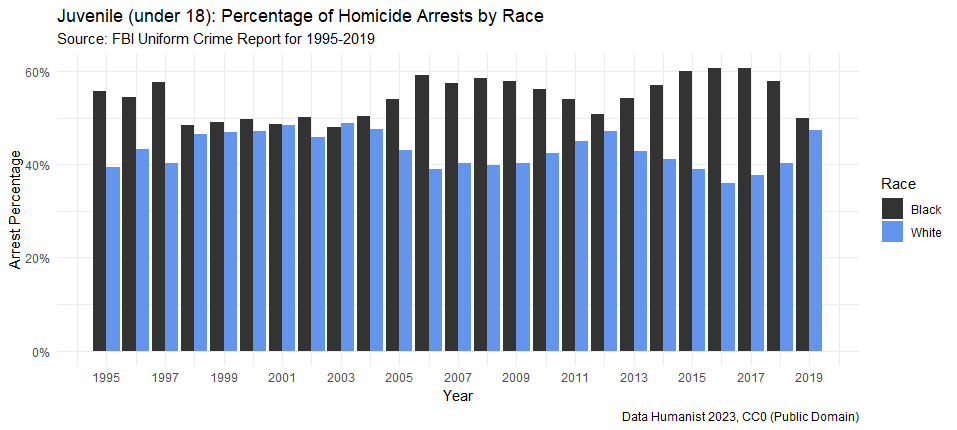 Juvenile (under 18): Percentage of Homicide Arrests by Race
Source: FBI Uniform Crime Report for 1995-2019
60%
40%
20%
0%
Arrest Percentage
1995 1997 1999 2001 2003 2005 2007 2009 2011 2013 2015 2017 2019
Year
Race
Black
White
Data Humanist 2023, CC0 (Public Domain)